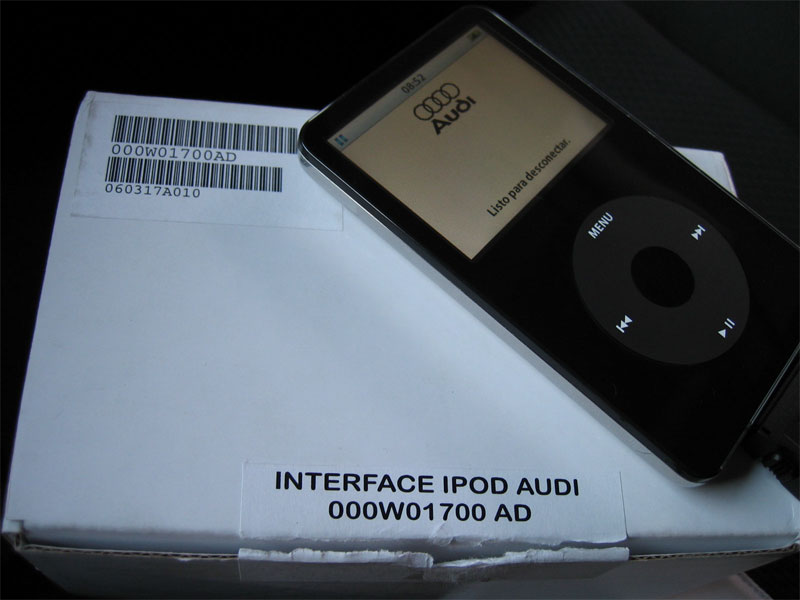 000W01700AD
060317A010
08:52
Audi
Listo para desconectar.
MENU
INTERFACE IPOD AUDI
000W01700 AD